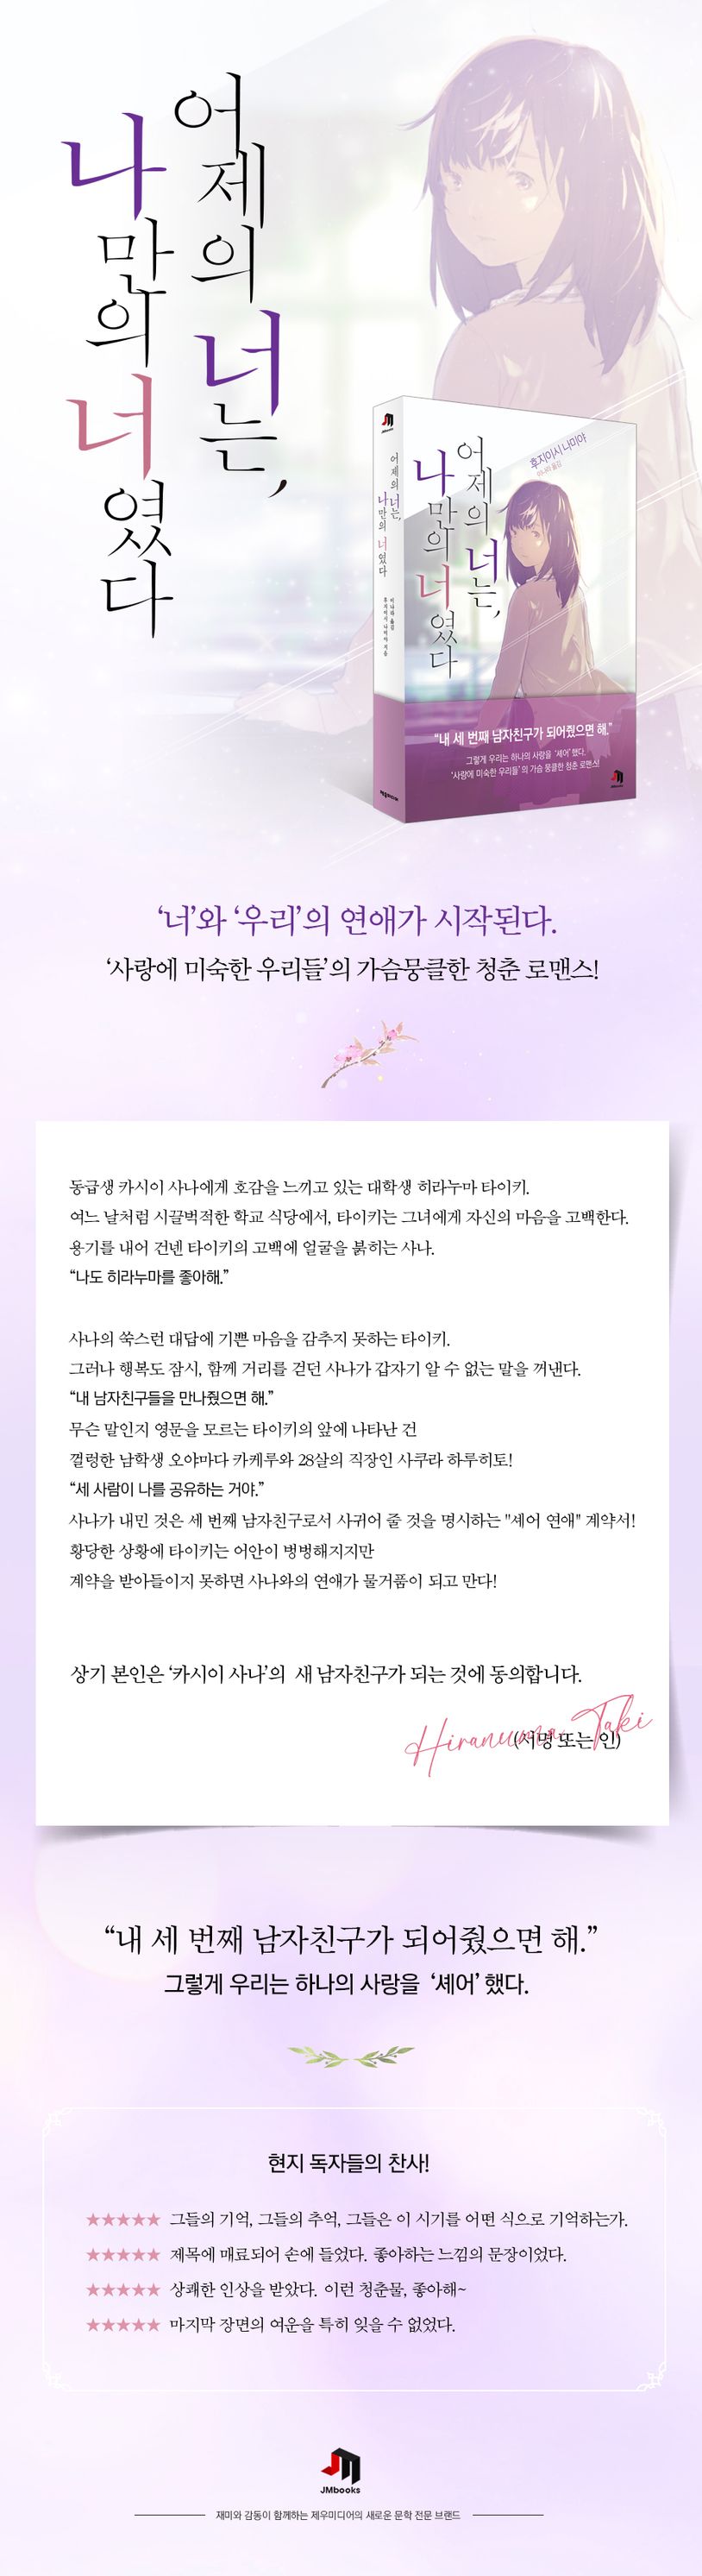 어제의 너는,
나만의 너였다
어제의 너는,
나만의 너였다
어제의 너는,
나만의 너였다
후지이시 나미야
JMbooks
“내 세 번째 남자친구가 되어줬으면 해.”
그렇게 우리는 하나의 사랑을 ‘셰어’ 했다.
‘사랑에 미숙한 우리들’의 가슴 뭉클한 청춘 로맨스!
‘너’와 ‘우리’의 연애가 시작된다.
‘사랑에 미숙한 우리들’의 가슴뭉클한 청춘 로맨스!
동급생 카시이 사나에게 호감을 느끼고 있는 대학생 히라누마 타이키.
여느 날처럼 시끌벅적한 학교 식당에서, 타이키는 그녀에게 자신의 마음을 고백한다.
용기를 내어 건넨 타이키의 고백에 얼굴을 붉히는 사나.
“나도 히라누마를 좋아해.”
사나의 쑥스런 대답에 기쁜 마음을 감추지 못하는 타이키.
그러나 행복도 잠시, 함께 거리를 걷던 사나가 갑자기 알 수 없는 말을 꺼낸다.
“내 남자친구들을 만나줬으면 해.”
무슨 말인지 영문을 모르는 타이키의 앞에 나타난 건
껄렁한 남학생 오야마다 카케루와 28살의 직장인 사쿠라 하루히토!
“세 사람이 나를 공유하는 거야.”
사나가 내민 것은 세 번째 남자친구로서 사귀어 줄 것을 명시하는 "셰어 연애" 계약서!
황당한 상황에 타이키는 어안이 벙벙해지지만
계약을 받아들이지 못하면 사나와의 연애가 물거품이 되고 만다!
상기 본인은 ‘카시이 사나’의 새 남자친구가 되는 것에 동의합니다.
Hiranuma Taki
(서명 또는 인)
“내 세 번째 남자친구가 되어줬으면 해.”
그렇게 우리는 하나의 사랑을 ‘셰어’ 했다.
현지 독자들의 찬사!
★★★★★ 그들의 기억, 그들의 추억, 그들은 이 시기를 어떤 식으로 기억하는가.
★★★★★ 제목에 매료되어 손에 들었다. 좋아하는 느낌의 문장이었다.
★★★★★ 상쾌한 인상을 받았다. 이런 청춘물, 좋아해~
★★★★★ 마지막 장면의 여운을 특히 잊을 수 없었다.
JMbooks
재미와 감동이 함께하는 제우미디어의 새로운 문학 전문 브랜드